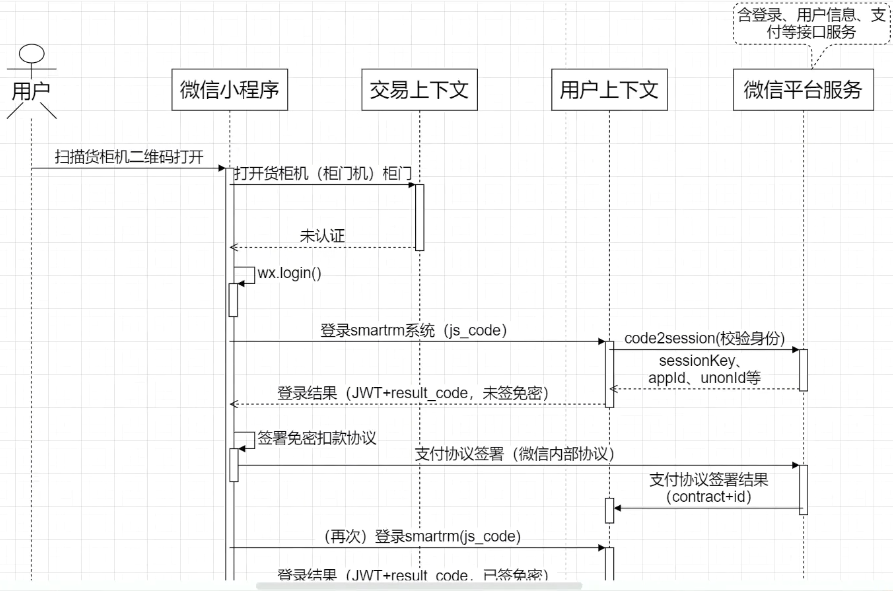 含登录、用户信息、支
付等接口服务
用户
微信小程序
交易上下文
用户上下文
微信平台服务
扫描货柜机二维码打开
打开货柜机（柜门机）柜门
未认证
wx.login()
登录smartrm系统（js_code）
code2session(校验身份)
sessionKey、
appId、unonId等
登录结果（JWT+result_code，未签免密）
签署免密扣款协议
支付协议签署（微信内部协议）
支付协议签署结果
（contract+id）
（再次）登录smartrm(js_code)
登录结果（JWT+result_code，已签免密）